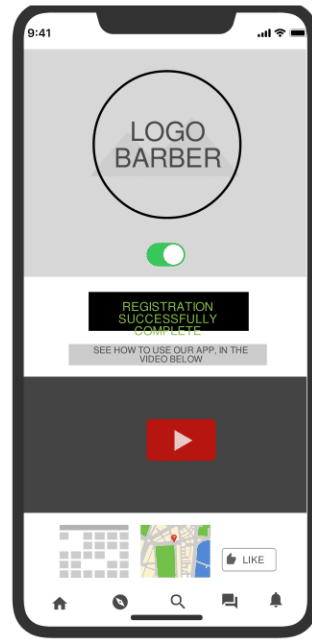 9:41
LOGO
BARBER
REGISTRATION
SUCCESSFULLY
COMPLETE
SEE HOW TO USE OUR APP, IN THE
VIDEO BELOW
LIKE